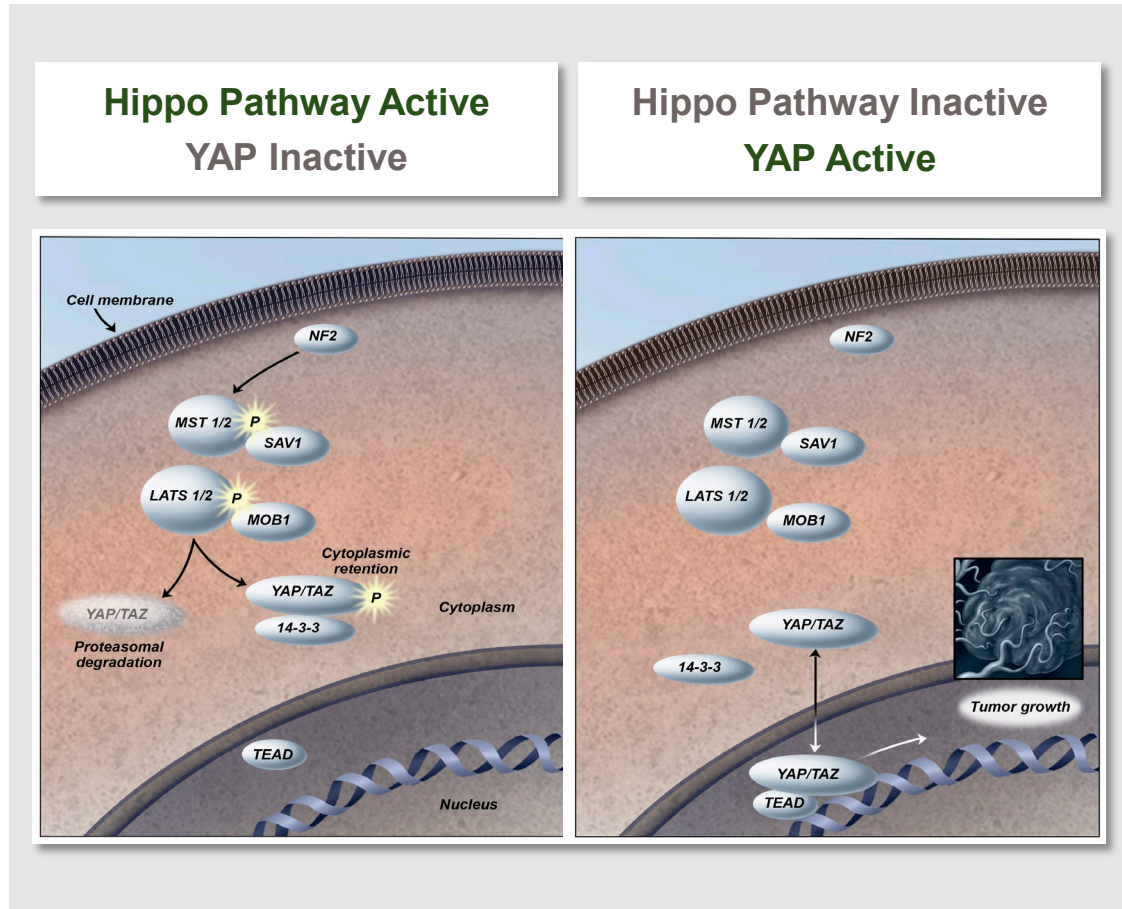 Hippo Pathway Active
YAP Inactive
Hippo Pathway Inactive
YAP Active
Cell membrane
NF2
MST 1/2
P
SAV1
LATS 1/2
P
MOB1
Cytoplasmic
retention
YAP/TAZ
P
14-3-3
Cytoplasm
YAP/TAZ
Proteasomal
degradation
TEAD
Nucleus
NF2
MST 1/2
SAV1
LATS 1/2
MOB1
YAP/TAZ
14-3-3
Tumor growth
YAP/TAZ
TEAD